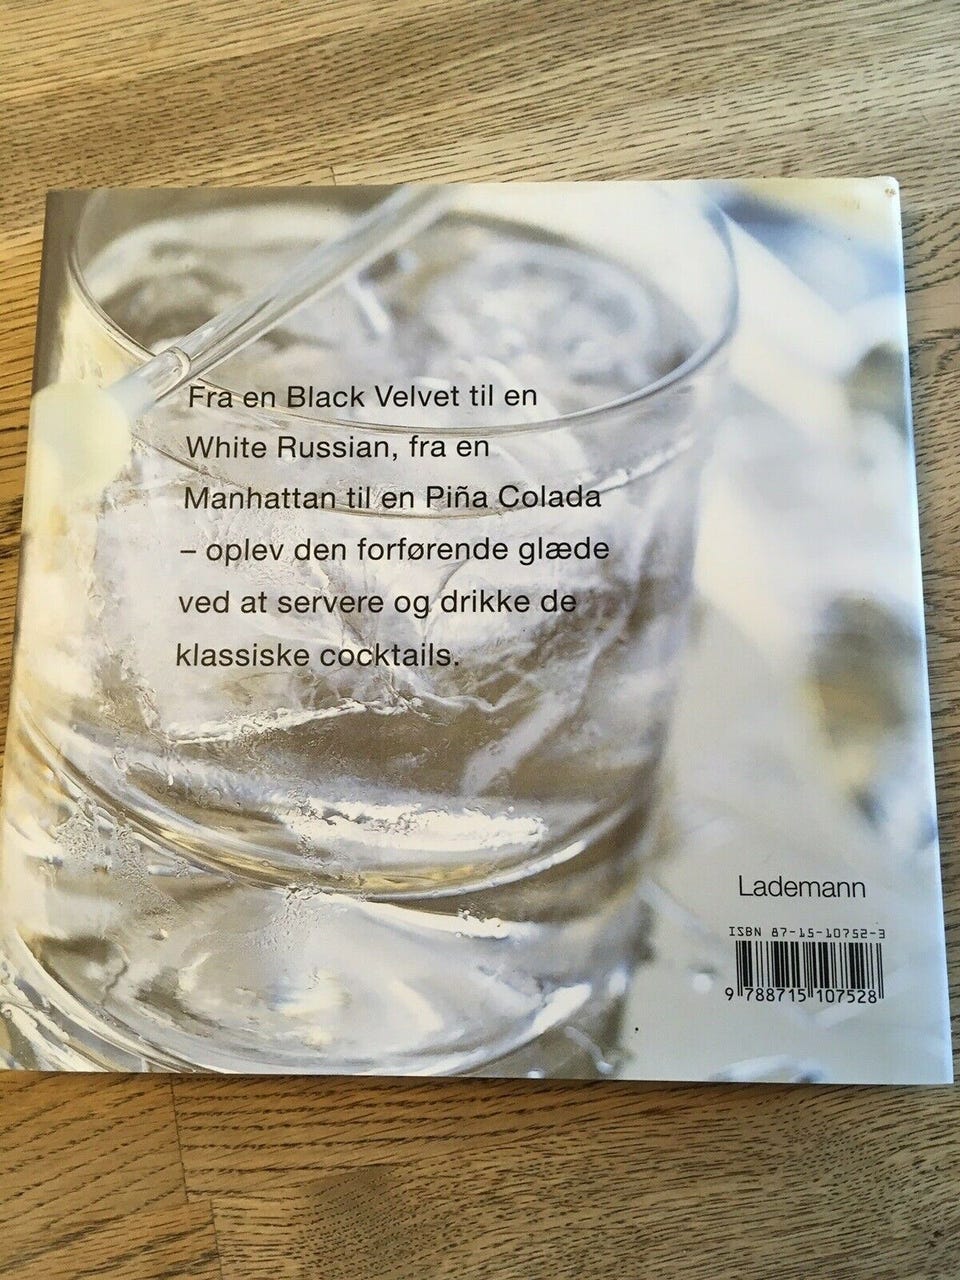 Fra en Black Velvet til en
White Russian, fra en
Manhattan til en Piña Colada
– oplev den forførende glæde
ved at servere og drikke de
klassiske cocktails.
Lademann
ISBN 87-15-10752-3
9 788715 107528